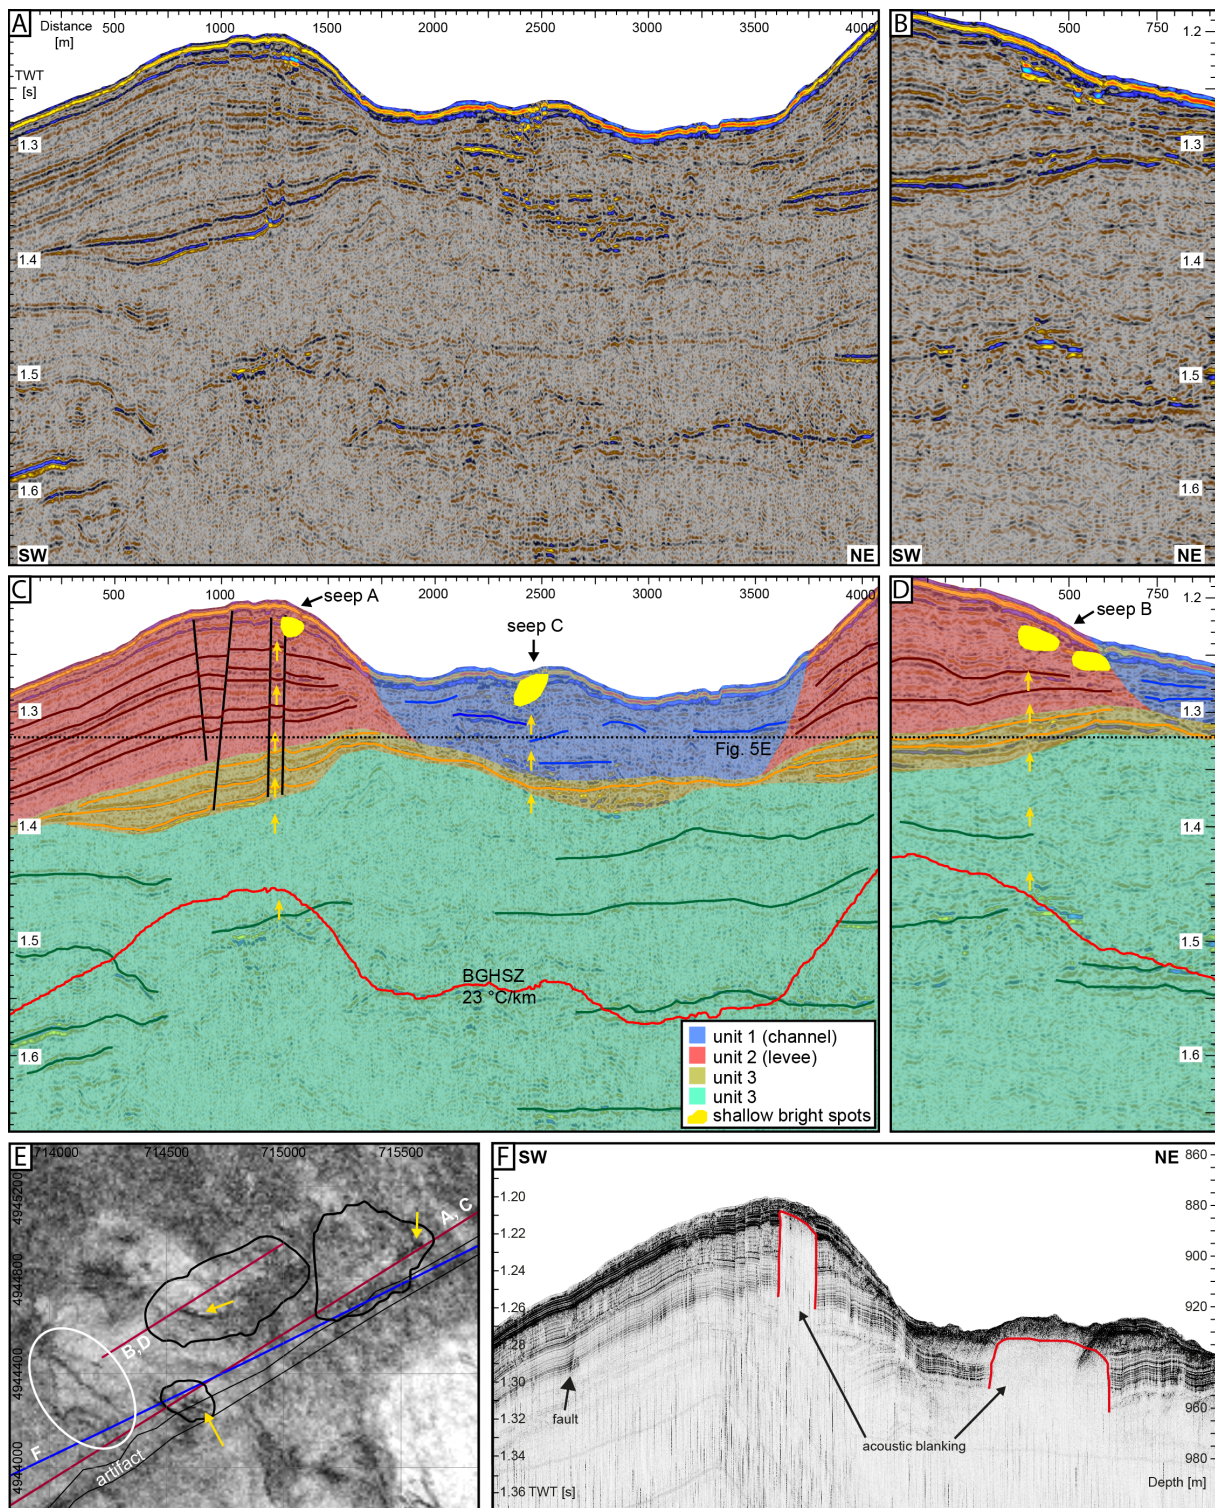 A
Distance
[m]
500 1000 1500 2000 2500 3000 3500 4000
TWT
[s]
1.3
1.4
1.5
1.6
SW NE
B
500 750
1.2
1.3
1.4
1.5
1.6
SW NE
C
500 1000 2000 2500 3000 3500 4000
seep A
seep C
1.3
Fig. 5E
1.4
1.5
BGHSZ
23 °C/km
1.6
unit 1 (channel)
unit 2 (levee)
unit 3
unit 3
shallow bright spots
D
500 750
1.2
seep B
1.3
1.4
1.5
1.6
E
714000 714500 715000 715500
4945200
4944800
4944400
4944000
A, C
B,D
F
artifact
F SW NE
1.20
1.22
1.24
1.26
1.28
1.30
1.32
1.34
1.36 TWT [s]
860
880
900
920
960
980
Depth [m]
fault
acoustic blanking